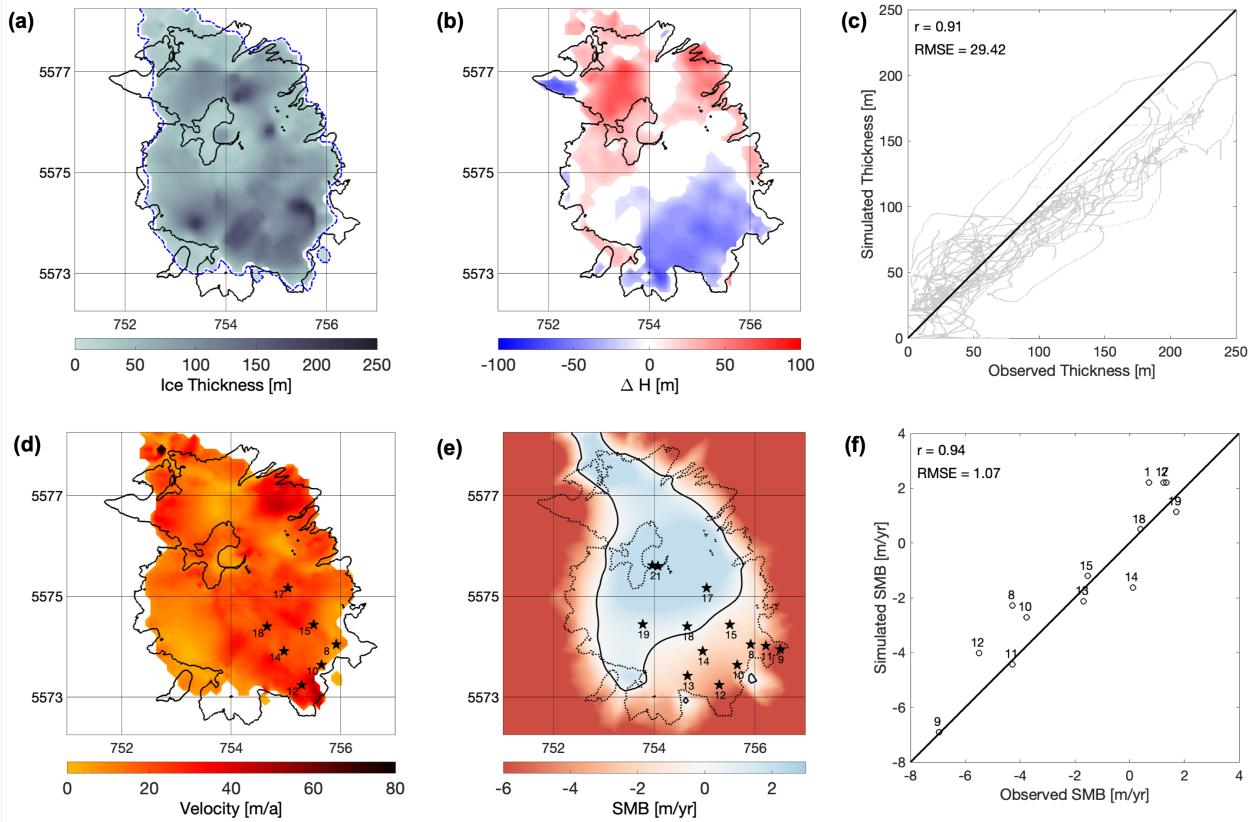 (a)
5577
5575
5573
752 754 756
0 50 100 150 200 250
Ice Thickness [m]
(b)
5577
5575
5573
752 754 756
-100 -50 0 50 100
Δ H [m]
(c)
250
200
150
100
50
0
0 50 100 150 200 250
r = 0.91
RMSE = 29.42
Simulated Thickness [m]
Observed Thickness [m]
(d)
5577
5575
5573
17
18
15
14
8
10
12
752 754 756
0 20 40 60 80
Velocity [m/a]
(e)
5577
5575
5573
21
17
19
18
15
14
8
11
9
10
13
12
752 754 756
-6 -4 -2 0 2
SMB [m/yr]
(f)
4
2
0
-2
-4
-6
-8
-8 -6 -4 -2 0 2 4
r = 0.94
RMSE = 1.07
1
19
18
15
13
14
8
10
12
11
9
Simulated SMB [m/yr]
Observed SMB [m/yr]